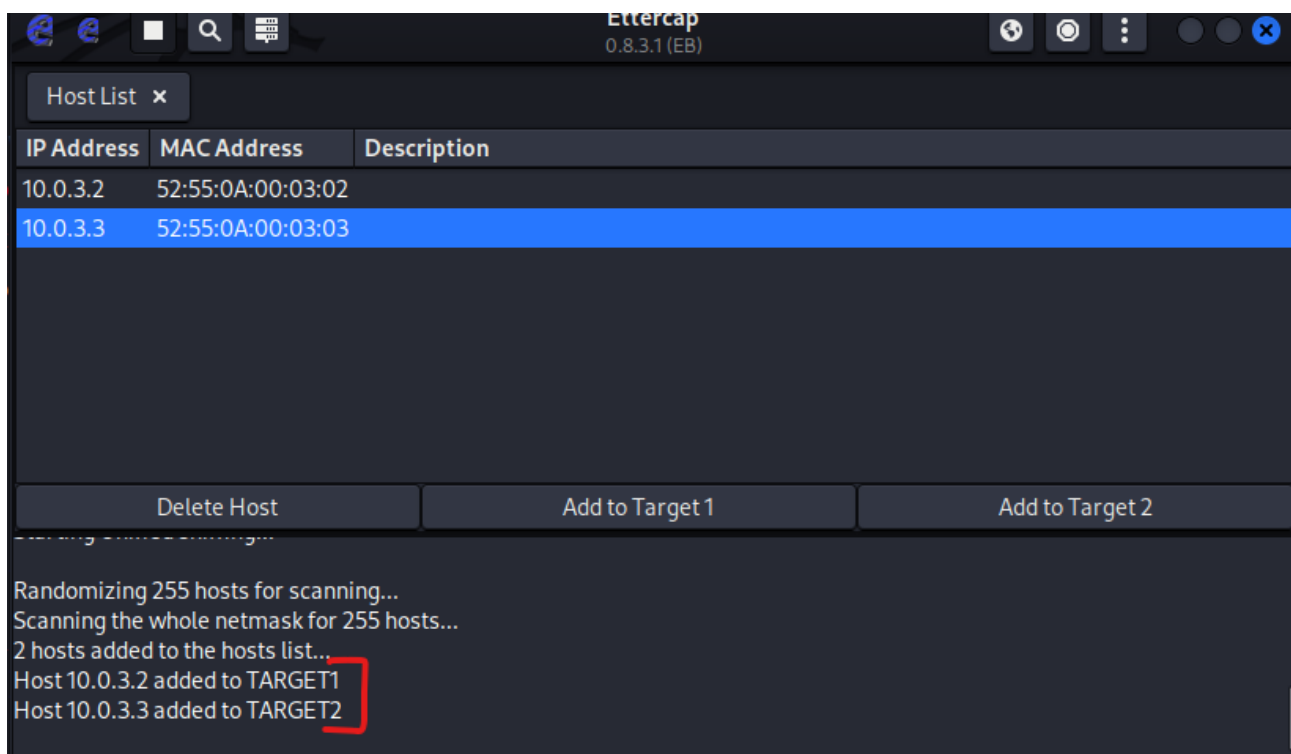 Ettercap
0.8.3.1 (EB)
Host List ×
IP Address MAC Address Description
10.0.3.2 52:55:0A:00:03:02
10.0.3.3 52:55:0A:00:03:03
Delete Host Add to Target 1 Add to Target 2
Randomizing 255 hosts for scanning...
Scanning the whole netmask for 255 hosts...
2 hosts added to the hosts list...
Host 10.0.3.2 added to TARGET1
Host 10.0.3.3 added to TARGET2